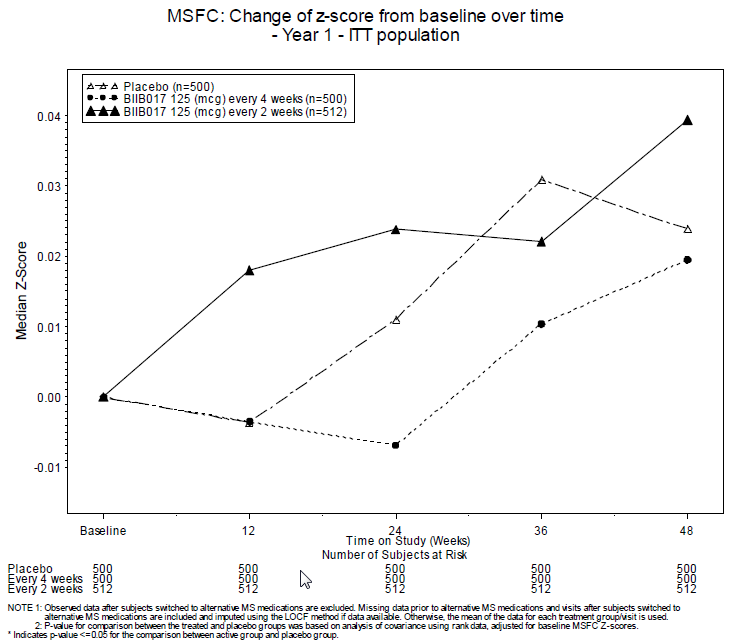 MSFC: Change of z-score from baseline over time
- Year 1 - ITT population
Placebo (n=500)
BIIB017 125 (mcg) every 4 weeks (n=500)
BIIB017 125 (mcg) every 2 weeks (n=512)
Median Z-Score
0.04
0.03
0.02
0.01
0.00
-0.01
Baseline 12 24 36 48
Time on Study (Weeks)
Number of Subjects at Risk
Placebo 500 500 500 500 500
Every 4 weeks 500 500 500 500 500
Every 2 weeks 512 512 512 512 512
NOTE 1: Observed data after subjects switched to alternative MS medications are excluded. Missing data prior to alternative MS medications and visits after subjects switched to
alternative MS medications are included and imputed using the LOCF method if data available. Otherwise, the mean of the data for each treatment group/visit is used.
2: P-value for comparison between the treated and placebo groups was based on analysis of covariance using rank data, adjusted for baseline MSFC Z-scores.
* Indicates p-value <=0.05 for the comparison between active group and placebo group.